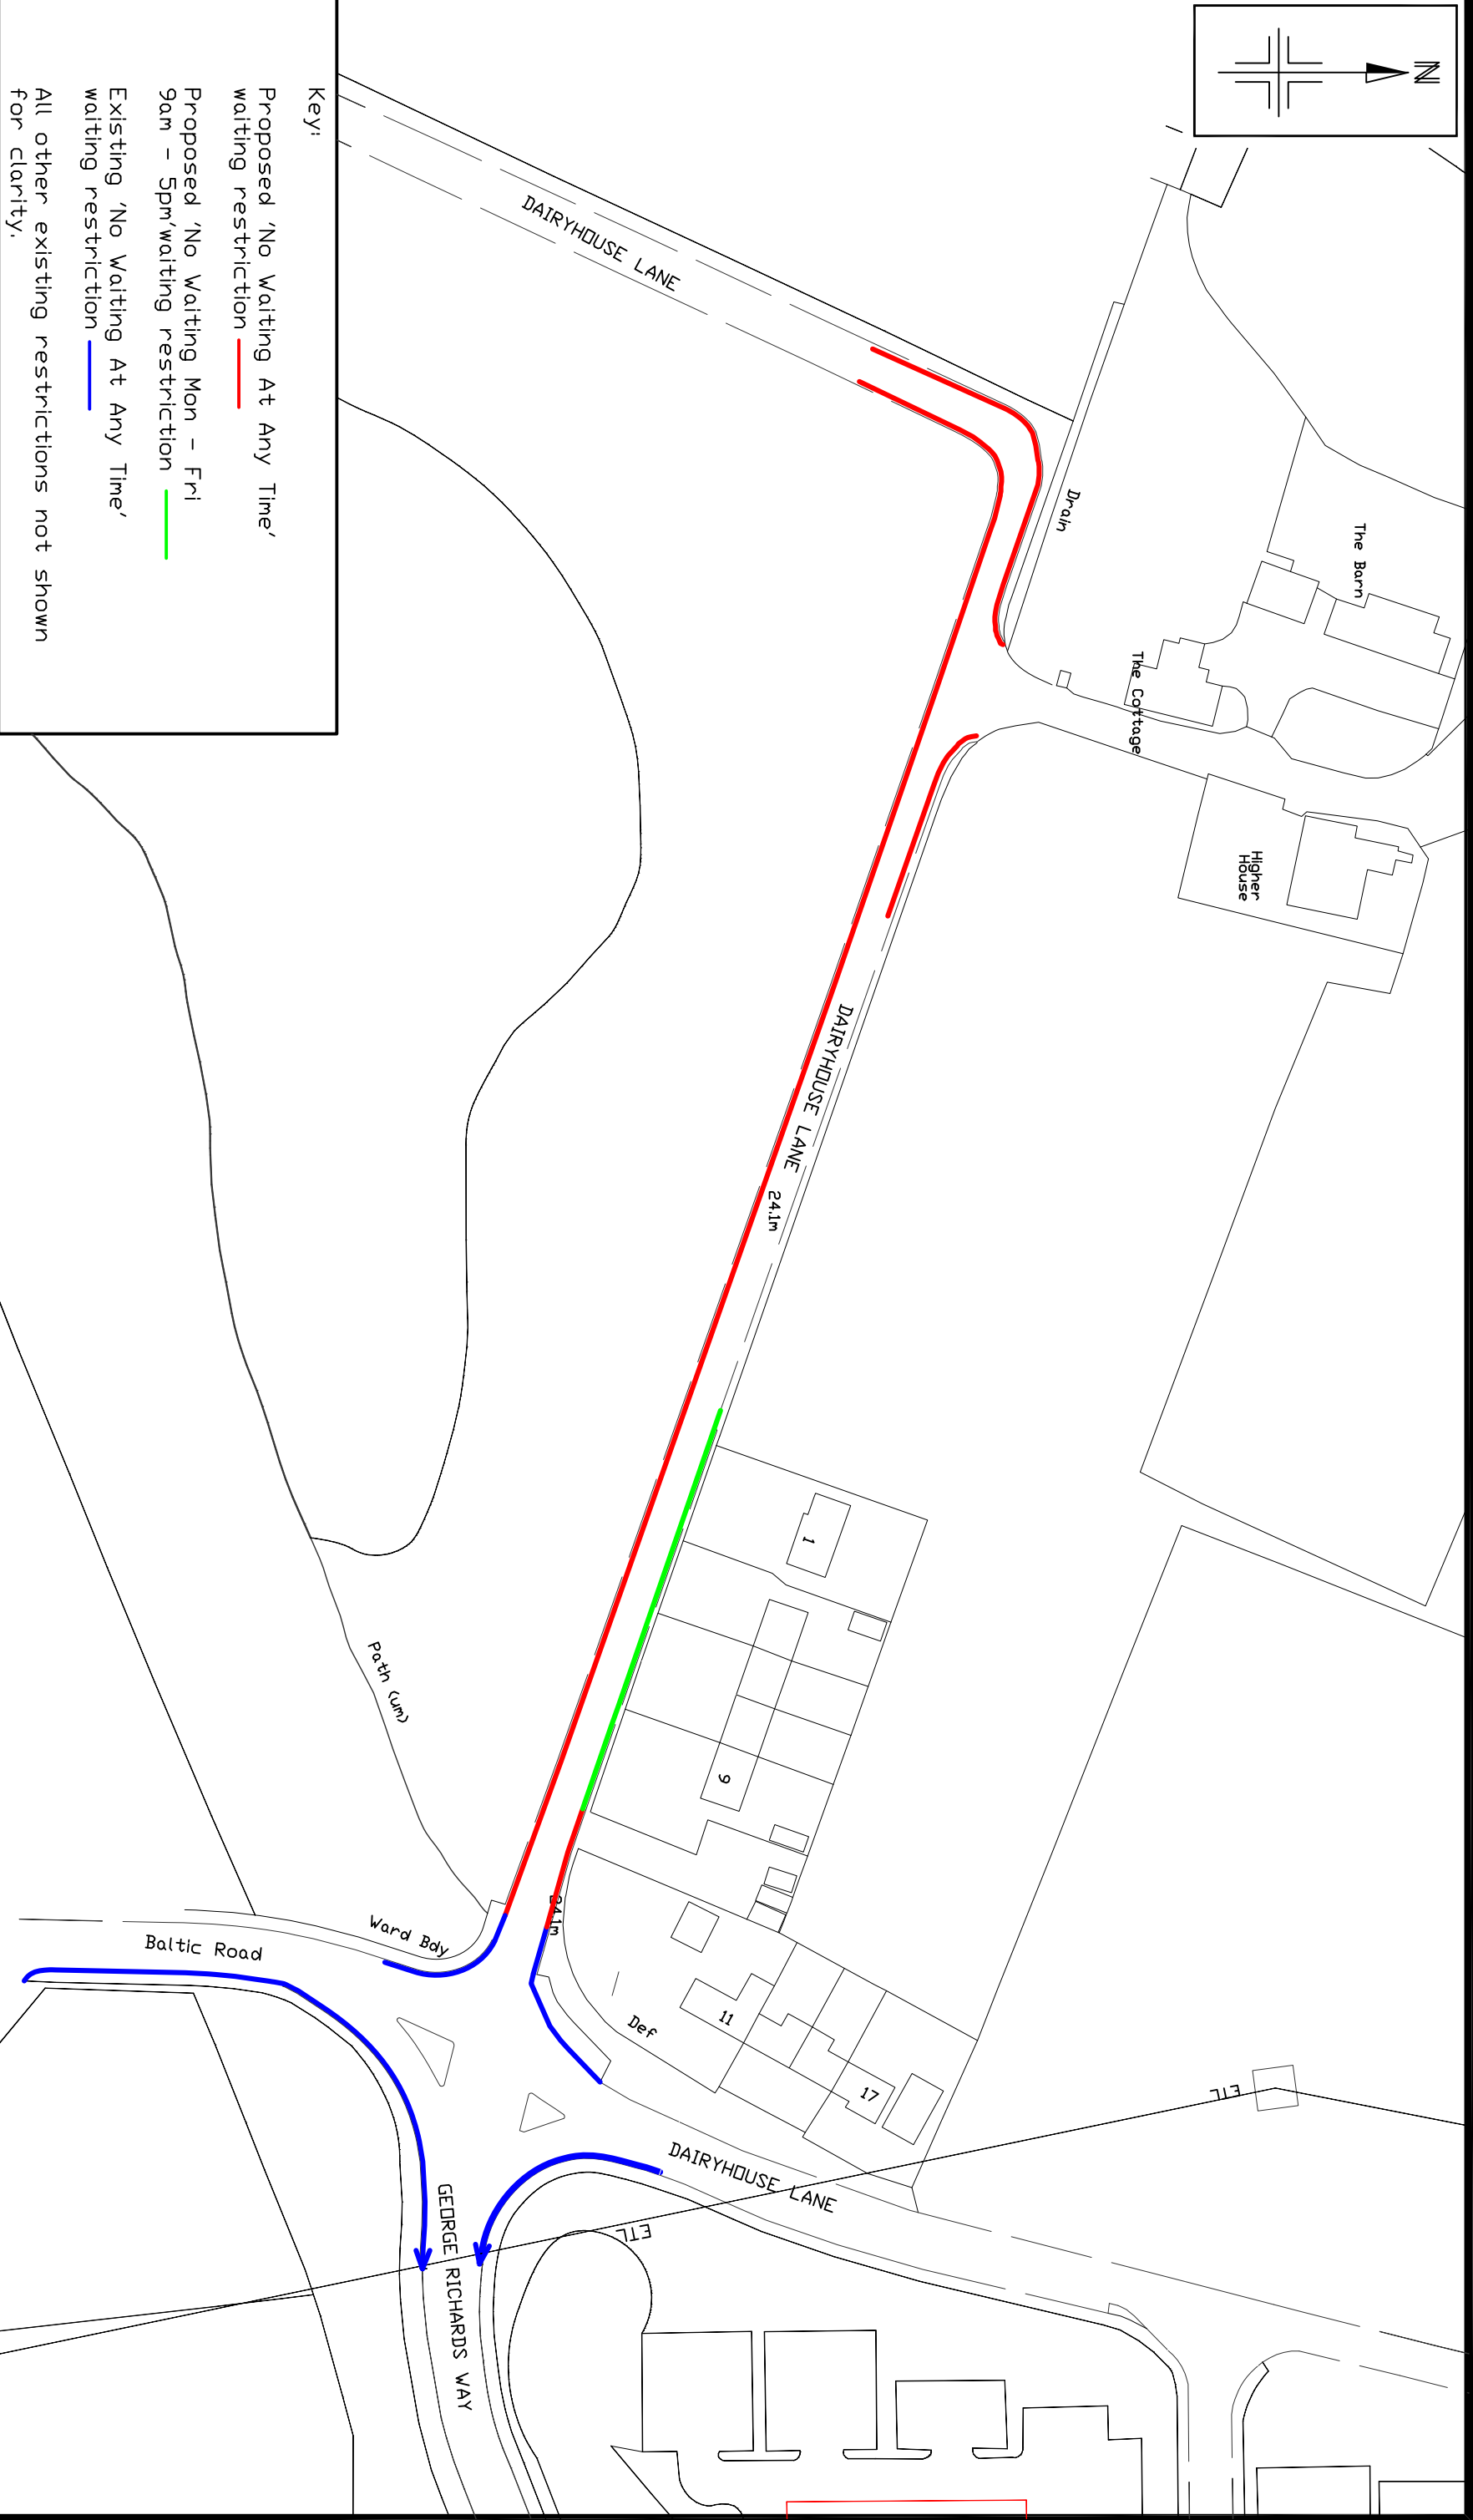 N
Key:
Proposed 'No Waiting At Any Time'
waiting restriction
Proposed 'No Waiting Mon - Fri
9am - 5pm'waiting restriction
Existing 'No Waiting At Any Time'
waiting restriction
All other existing restrictions not shown
for clarity.
DAIRYHOUSE LANE
Drain
The Barn
The Cottage
Higher
House
DAIRYHOUSE LANE
24.1m
1
9
Path (um)
24.1m
Ward Bdy
Baltic Road
Def
11
17
ETL
DAIRYHOUSE LANE
ETL
GEORGE RICHARDS WAY